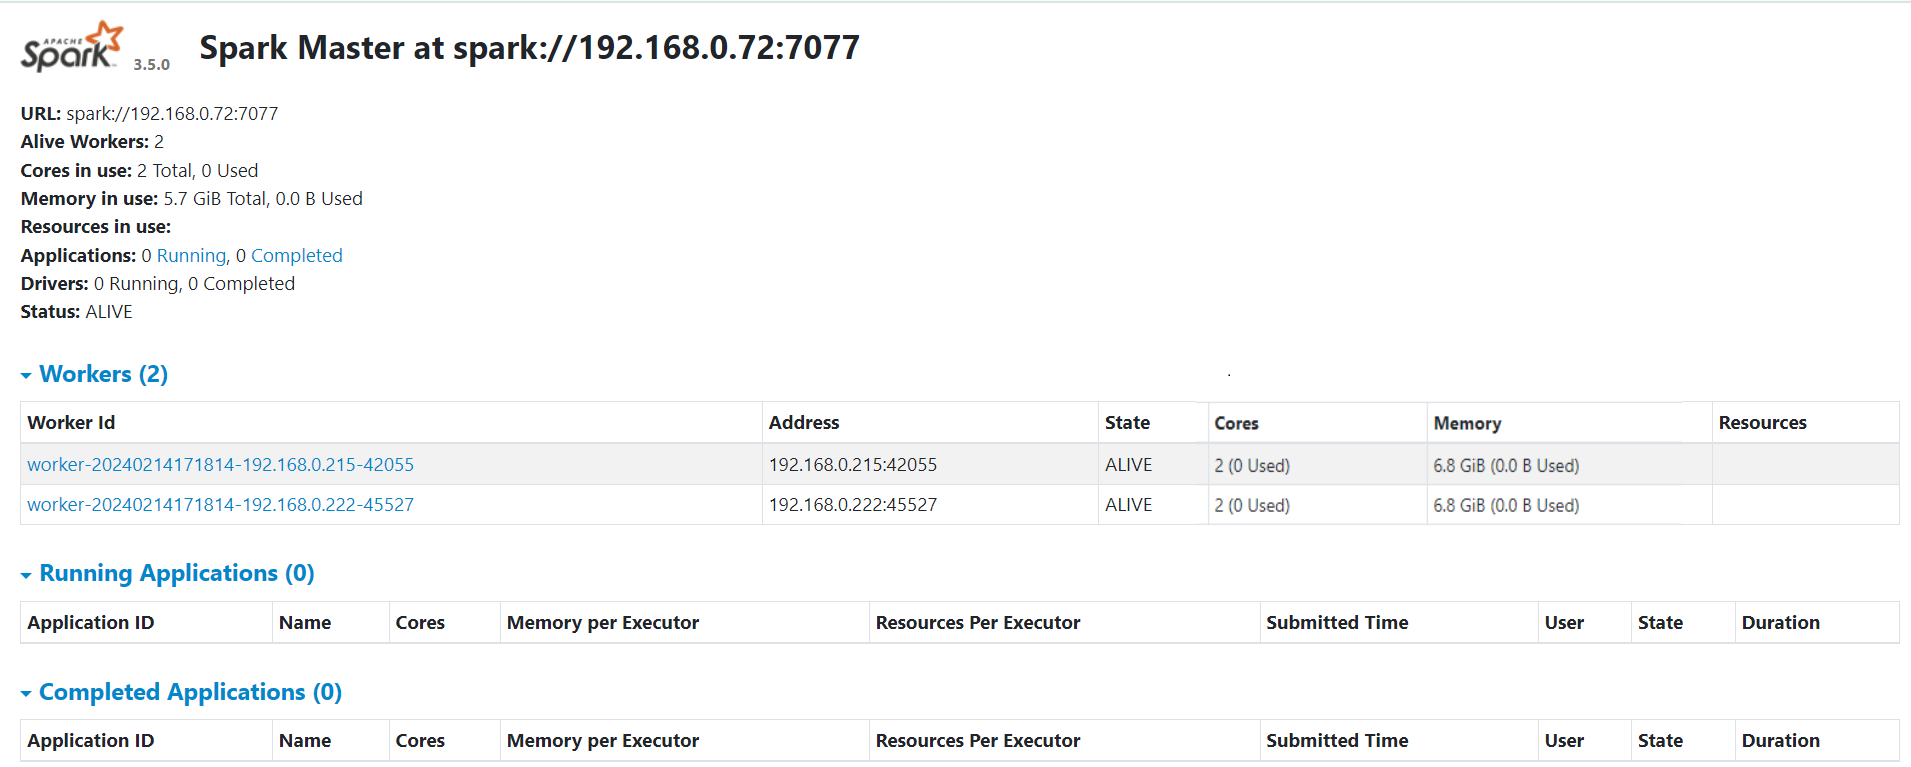 APACHE Spark 3.5.0 Spark Master at spark://192.168.0.72:7077
URL: spark://192.168.0.72:7077
Alive Workers: 2
Cores in use: 2 Total, 0 Used
Memory in use: 5.7 GiB Total, 0.0 B Used
Resources in use:
Applications: 0 Running, 0 Completed
Drivers: 0 Running, 0 Completed
Status: ALIVE
Workers (2)
Worker Id Address State Cores Memory Resources
worker-20240214171814-192.168.0.215-42055 192.168.0.215:42055 ALIVE 2 (0 Used) 6.8 GiB (0.0 B Used)
worker-20240214171814-192.168.0.222-45527 192.168.0.222:45527 ALIVE 2 (0 Used) 6.8 GiB (0.0 B Used)
Running Applications (0)
Application ID Name Cores Memory per Executor Resources Per Executor Submitted Time User State Duration
Completed Applications (0)
Application ID Name Cores Memory per Executor Resources Per Executor Submitted Time User State Duration